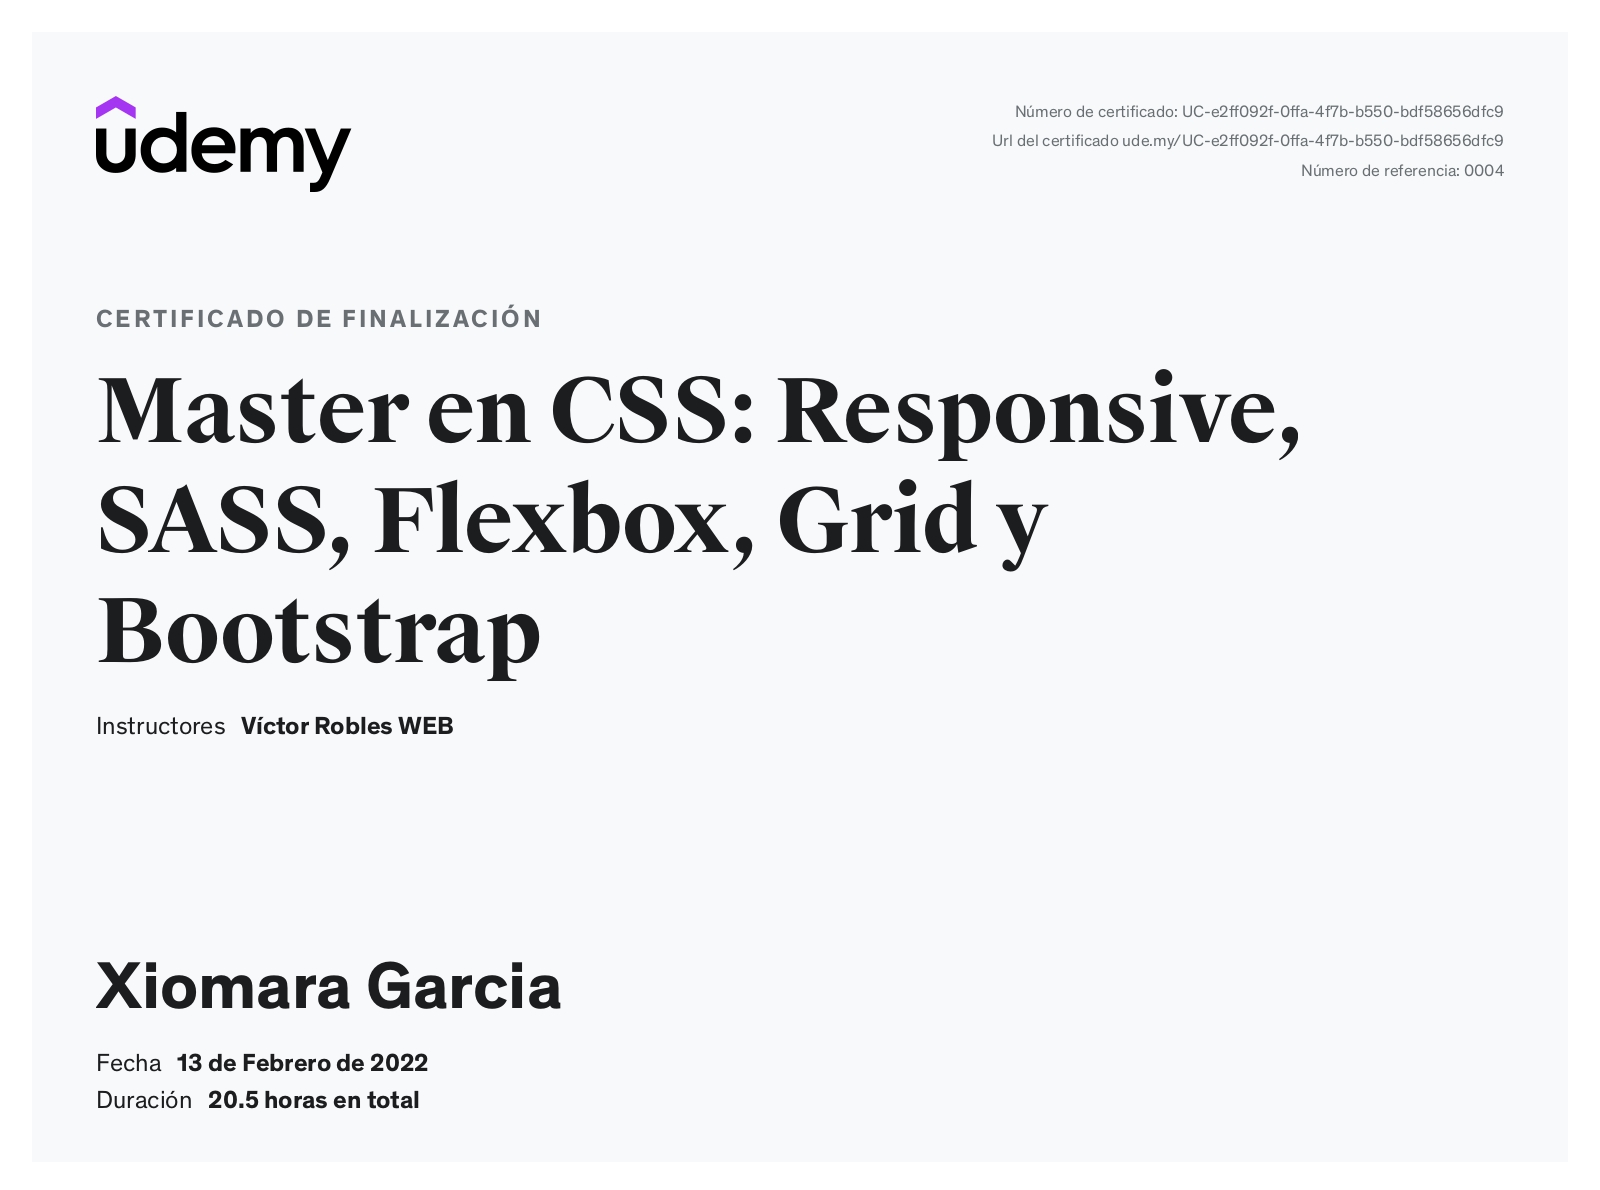 udemy
Número de certificado: UC-e2ff092f-0ffa-4f7b-b550-bdf58656dfc9
Url del certificado ude.my/UC-e2ff092f-0ffa-4f7b-b550-bdf58656dfc9
Número de referencia: 0004
CERTIFICADO DE FINALIZACIÓN
Master en CSS: Responsive,
SASS, Flexbox, Grid y
Bootstrap
Instructores Víctor Robles WEB
Xiomara Garcia
Fecha 13 de Febrero de 2022
Duración 20.5 horas en total